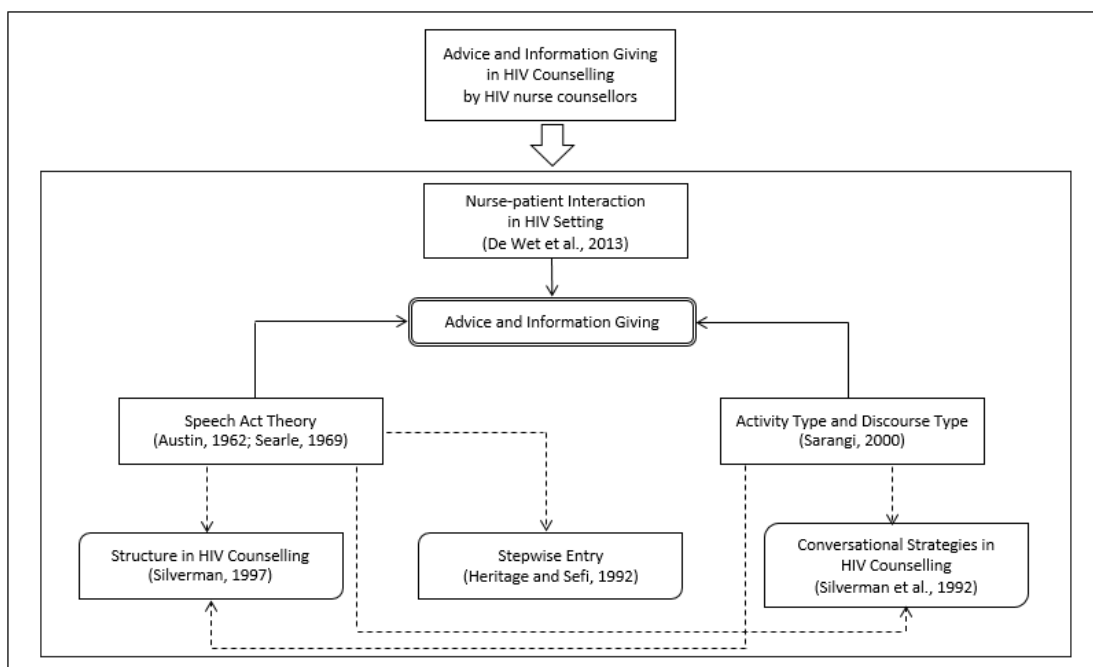 Advice and Information Giving
in HIV Counselling
by HIV nurse counsellors
Nurse-patient Interaction
in HIV Setting
(De Wet et al., 2013)
Advice and Information Giving
Speech Act Theory
(Austin, 1962; Searle, 1969)
Activity Type and Discourse Type
(Sarangi, 2000)
Structure in HIV Counselling
(Silverman, 1997)
Stepwise Entry
(Heritage and Sefi, 1992)
Conversational Strategies in
HIV Counselling
(Silverman et al., 1992)